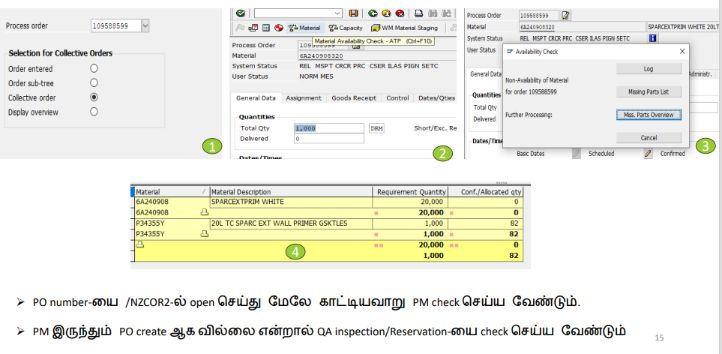 Process order
109588599
Selection for Collective Orders
Order entered
Order sub-tree
Collective order
Display overview
1
Material
Capacity
WM Material Staging
Material Availability Check - ATP (Ctrl+F10)
Process Order
Material
6A240908320
System Status
REL MSPT CRCR PRC CSER ILAS PIGN SETC
User Status
NORM MES
General Data
Assignment
Goods Receipt
Control
Dates/Qties
Quantities
Total Qty
1.000
DRM
Short/Exc. Re
Delivered
0
Dates/Times
2
Process Order
109588599
Material
6A240908320
SPARCEXTPRIM WHITE 20LT
System Status
REL MSPT CRCR PRC CSER ILAS PIGN SETC
User Status
Availability Check
Log
General Data
Administr.
Non-Availability of Material
for order 109588599
Missing Parts List
Quantities
Total Qty
Further Processing:
Miss. Parts Overview
Delivered
Cancel
Dates/Time
Basic Dates
Scheduled
Confirmed
3
Material
Material Description
Requirement Quantity
Conf./Allocated qty
6A240908
SPARCEXTPRIM WHITE
20,000
0
6A240908
20,000
0
P34355Y
20L TC SPARC EXT WALL PRIMER GSKTLES
1,000
82
P34355Y
1,000
82
20,000
0
1,000
82
4
➢ PO number-யை /NZCOR2-ல் open செய்து மேலே காட்டியவாறு PM check செய்ய வேண்டும்.
➢ PM இருந்தும் PO create ஆக வில்லை என்றால் QA inspection/Reservation-யை check செய்ய வேண்டும்
15